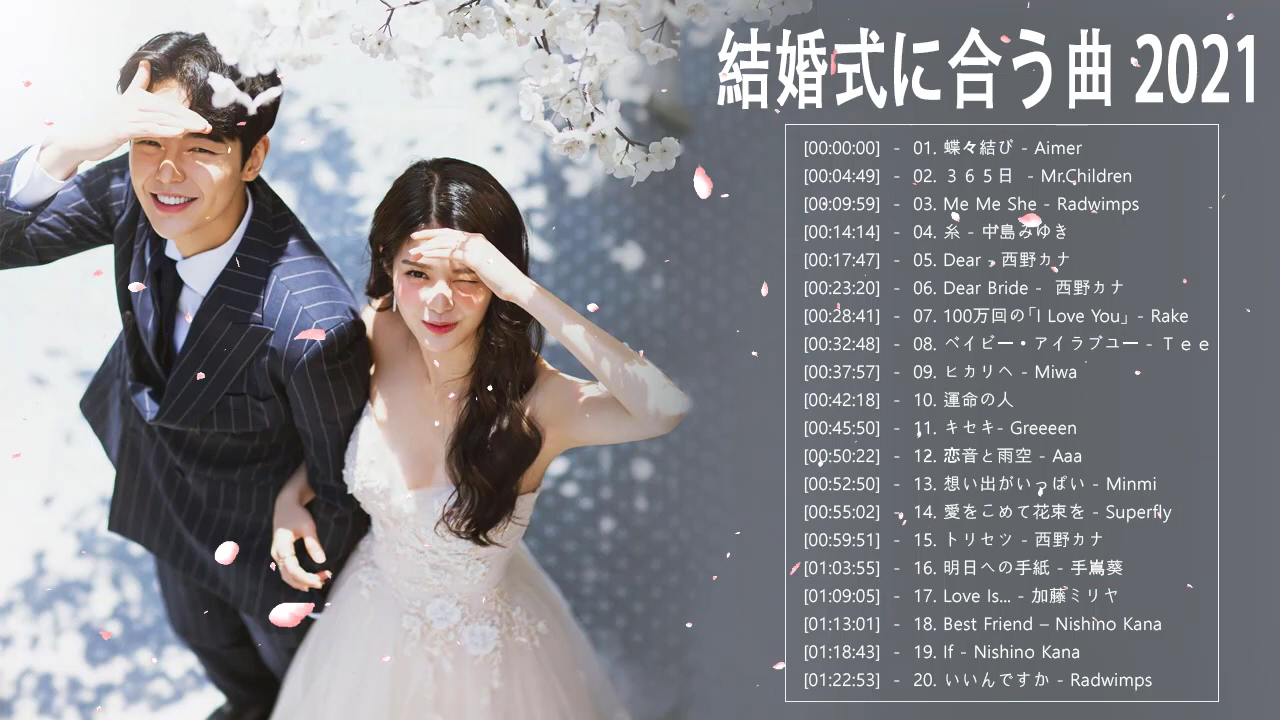 結婚式に合う曲 2021
[00:00:00] - 01. 蝶々結び - Aimer
[00:04:49] - 02. ３６５日 - Mr.Children
[00:09:59] - 03. Me Me She - Radwimps
[00:14:14] - 04. 糸 - 中島みゆき
[00:17:47] - 05. Dear - 西野カナ
[00:23:20] - 06. Dear Bride - 西野カナ
[00:28:41] - 07. 100万回の「I Love You」 - Rake
[00:32:48] - 08. ベイビー・アイラブユー - Ｔｅｅ
[00:37:57] - 09. ヒカリヘ - Miwa
[00:42:18] - 10. 運命の人
[00:45:50] - 11. キセキ- Greeeen
[00:50:22] - 12. 恋音と雨空 - Aaa
[00:52:50] - 13. 想い出がいっぱい - Minmi
[00:55:02] - 14. 愛をこめて花束を - Superfly
[00:59:51] - 15. トリセツ - 西野カナ
[01:03:55] - 16. 明日への手紙 - 手嶌葵
[01:09:05] - 17. Love Is... - 加藤ミリヤ
[01:13:01] - 18. Best Friend – Nishino Kana
[01:18:43] - 19. If - Nishino Kana
[01:22:53] - 20. いいんですか - Radwimps